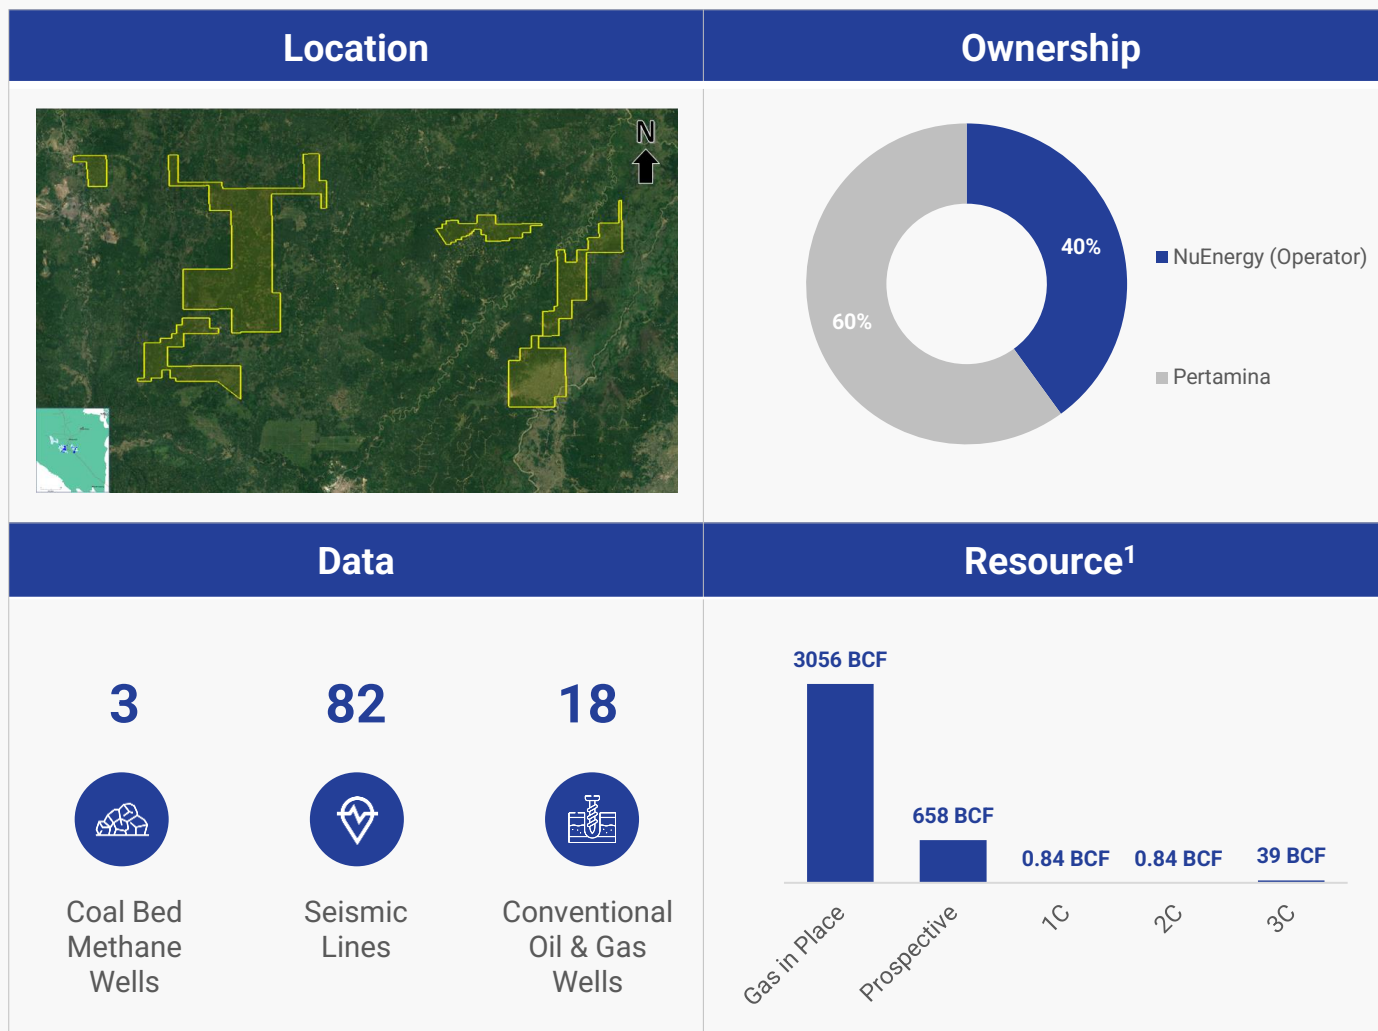 Location
Ownership
N
40%
60%
NuEnergy (Operator)
Pertamina
Data
Resource¹
3
82
18
Coal Bed
Methane
Wells
Seismic
Lines
Conventional
Oil & Gas
Wells
3056 BCF
658 BCF
0.84 BCF
0.84 BCF
39 BCF
Gas in Place
Prospective
1C
2C
3C